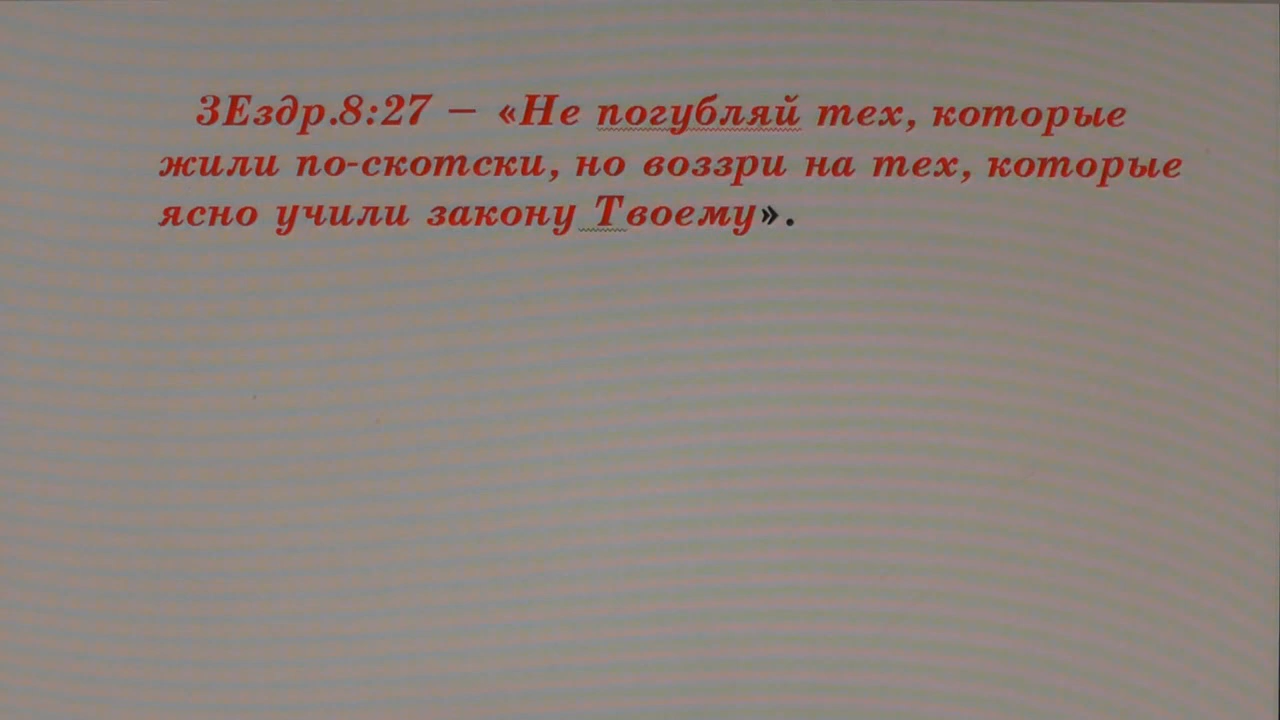 3Ездр.8:27 – «Не погубляй тех, которые
жили по-скотски, но воззри на тех, которые
ясно учили закону Твоему».